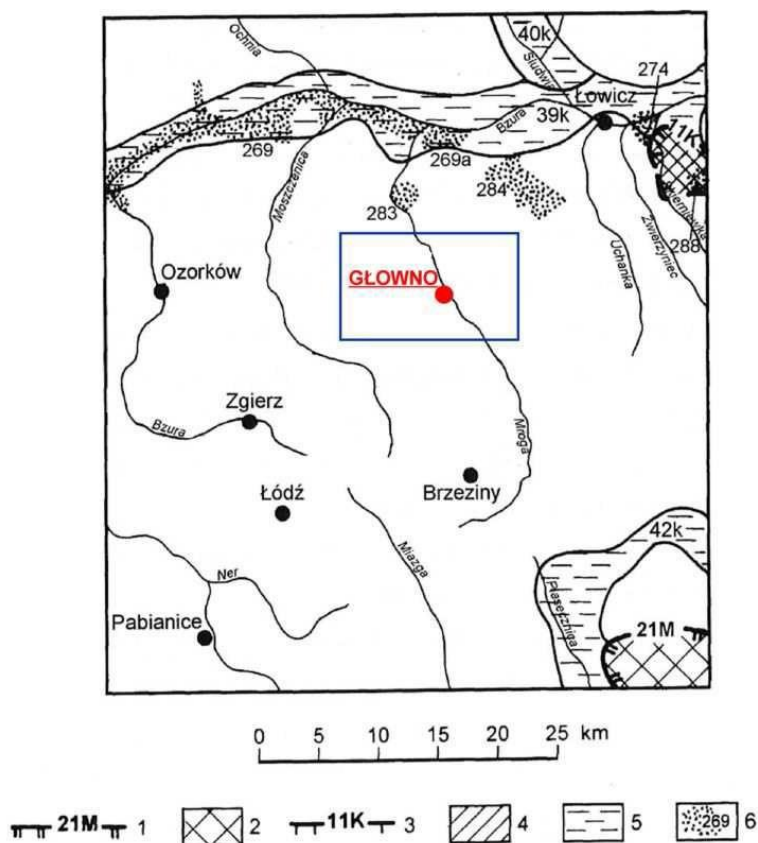 40k
Ochnia
Słudwia
274
Łowicz
Bzura
39k
11K
269
269a
284
Moszczenica
283
Zwierzyniec
288
Uchanka
GŁOWNO
Ozorków
Zgierz
Bzura
Mroga
Łódź
Brzeziny
42k
Miazga
Ner
Piasecznica
Pabianice
21M
0 5 10 15 20 25 km
21M 1 2 11K 3 4 5 269 6